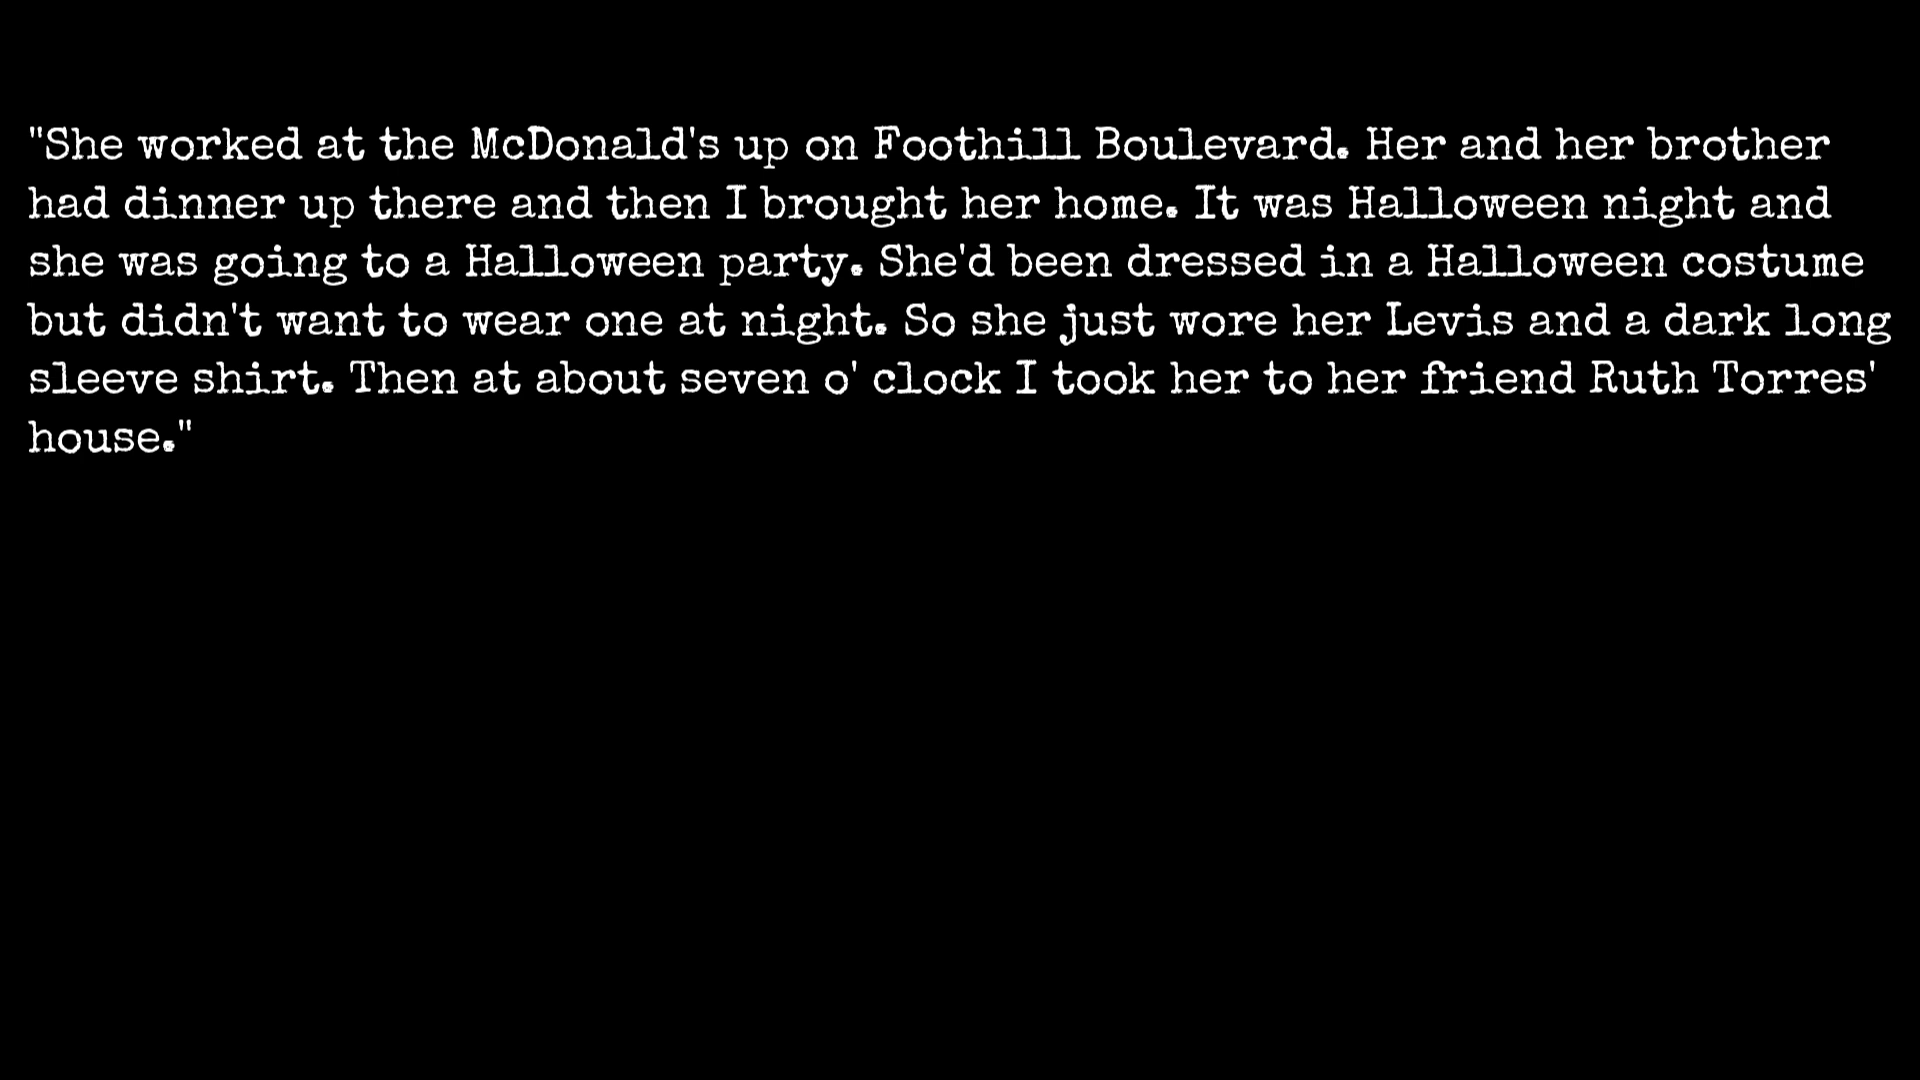 "She worked at the McDonald's up on Foothill Boulevard. Her and her brother
had dinner up there and then I brought her home. It was Halloween night and
she was going to a Halloween party. She'd been dressed in a Halloween costume
but didn't want to wear one at night. So she just wore her Levis and a dark long
sleeve shirt. Then at about seven o' clock I took her to her friend Ruth Torres'
house."